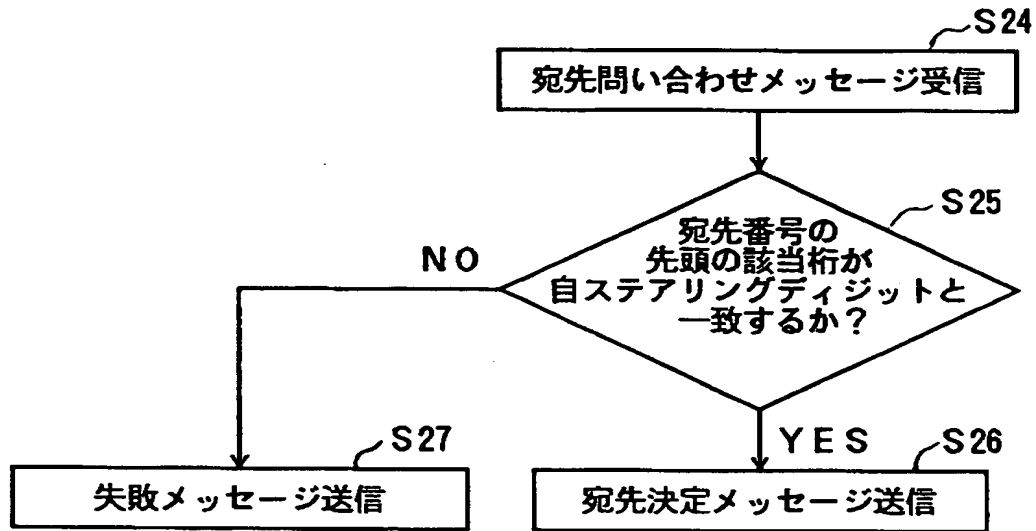 S24
宛先問い合わせメッセージ受信
S25
宛先番号の
先頭の該当桁が
自ステアリングディジットと
一致するか?
NO
YES
S27
失敗メッセージ送信
S26
宛先決定メッセージ送信